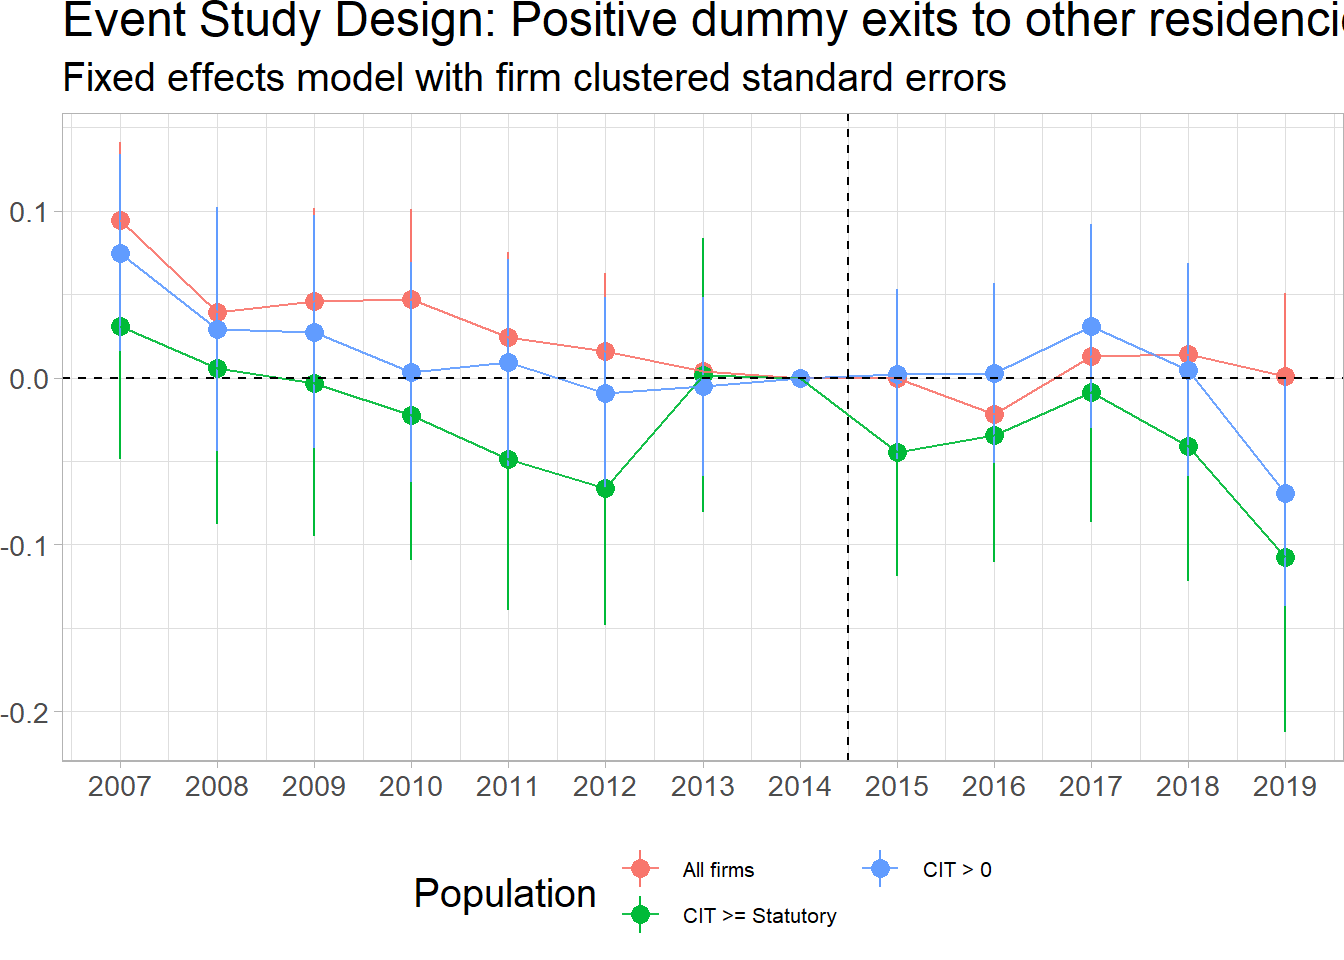 Event Study Design: Positive dummy exits to other
Fixed effects model with firm clustered standard errors
0.1
0.0
-0.1
-0.2
2007 2008 2009 2010 2011 2012 2013 2014 2015 2016 2017 2018 2019
Population
All firms
CIT > 0
CIT >= Statutory